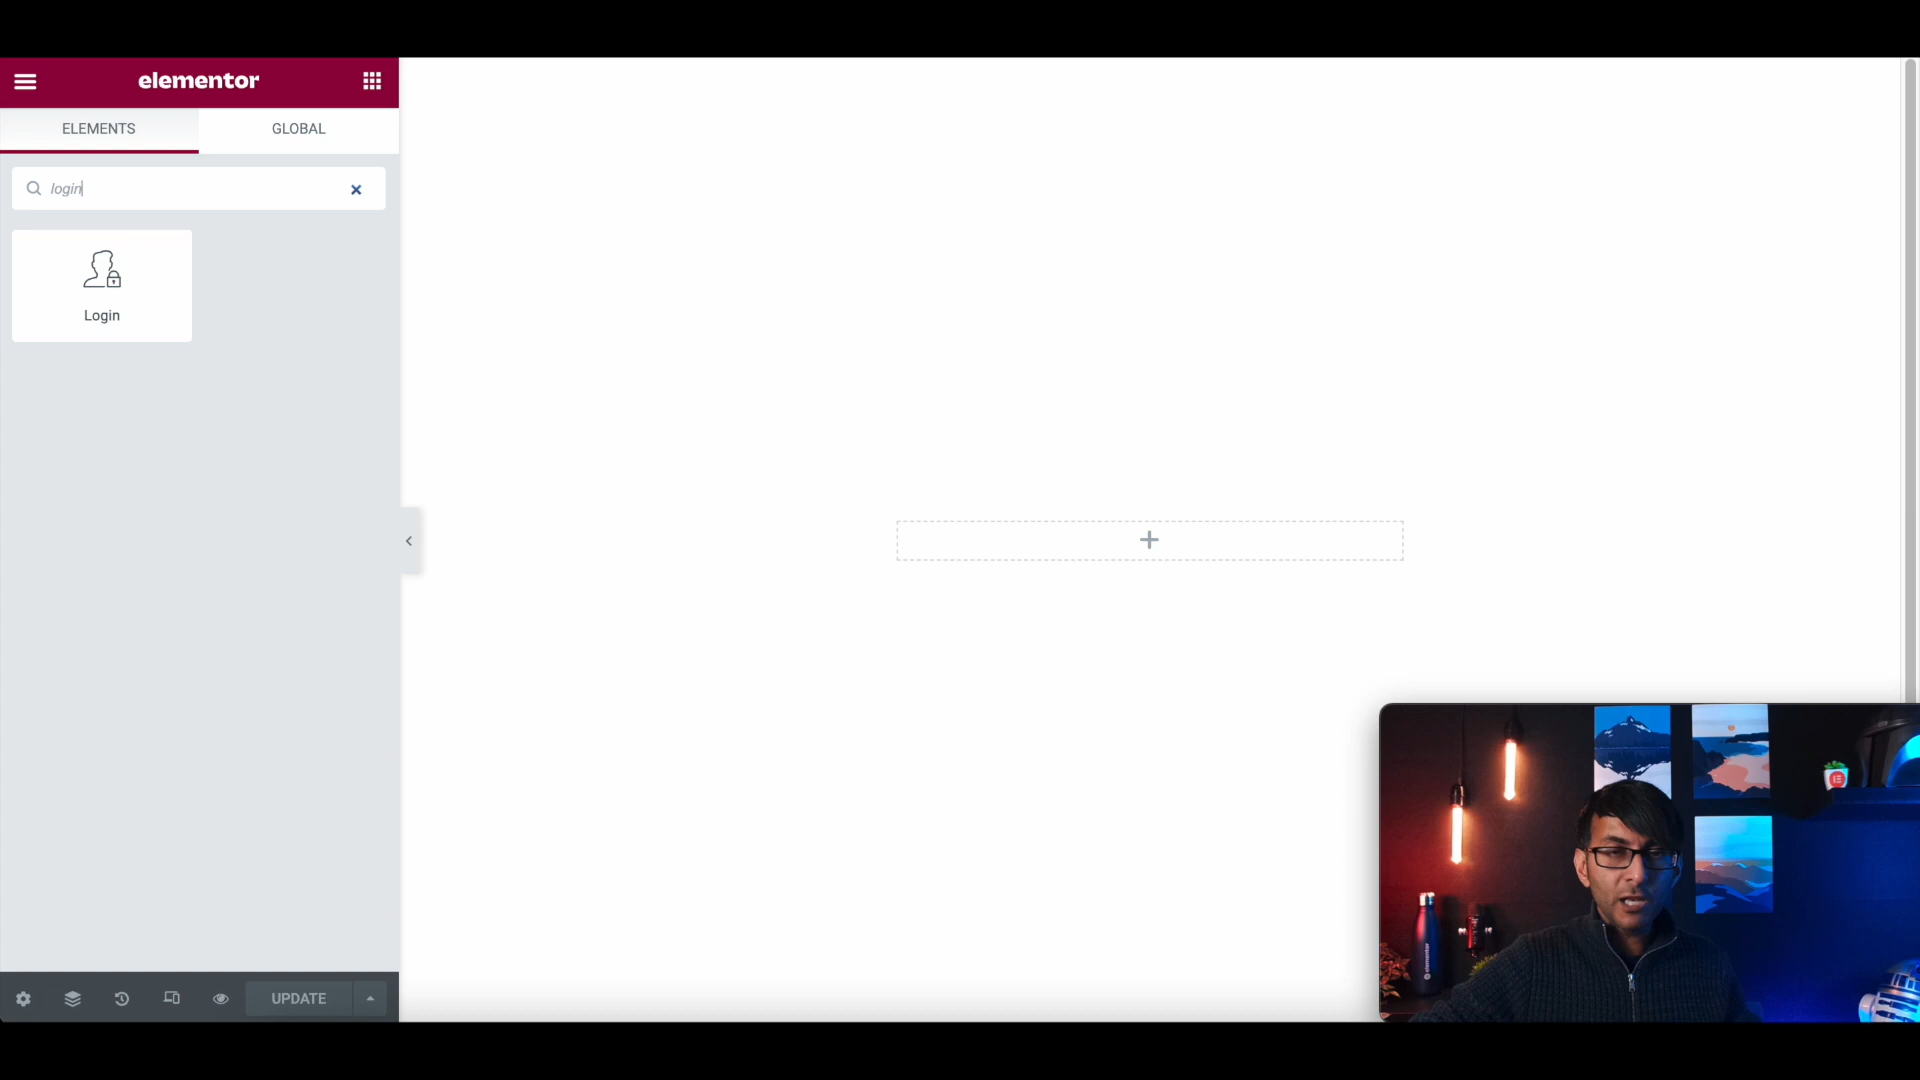 elementor
ELEMENTS
GLOBAL
login
Login
UPDATE